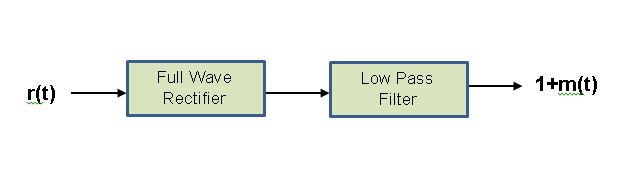 r(t)
Full Wave
Rectifier
Low Pass
Filter
1+m(t)